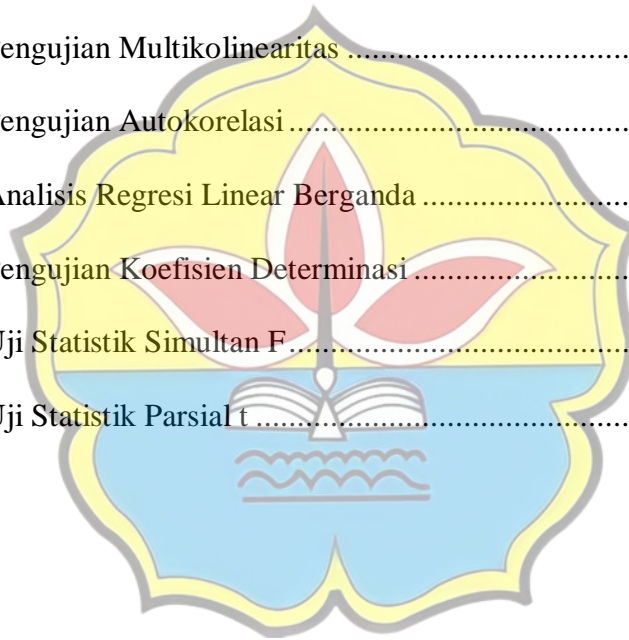 engujian Multikolinearitas ..................................
engujian Autokorelasi ..........................................
Analisis Regresi Linear Berganda .........................
engujian Koefisien Determinasi ..........................
Uji Statistik Simultan F ..........................................
Uji Statistik Parsial t ..............................................